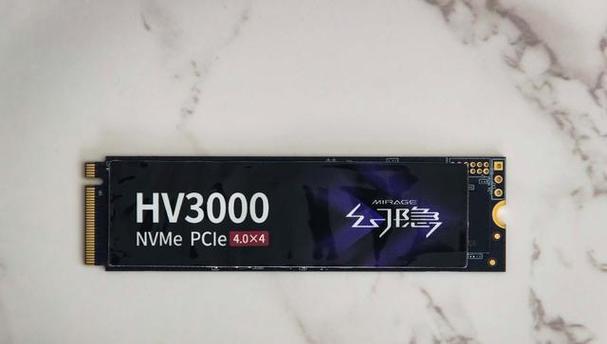 HV3000
NVMe PCIe 4.0×4
MIRAGE
幻隐